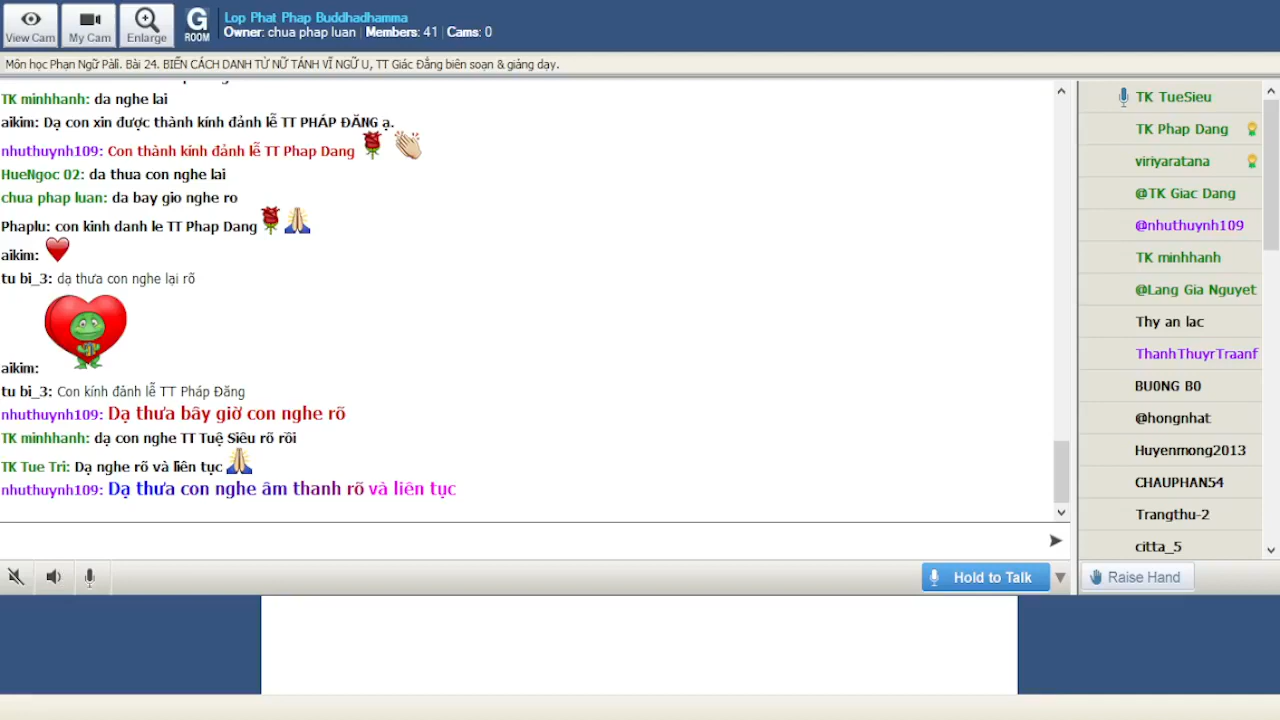 View Cam
My Cam
Enlarge
G
ROOM
Lop Phat Phap Buddhadhamma
Owner: chua phap luan | Members: 41 | Cams: 0
Môn học Phạn Ngữ Pāli. Bài 24. BIẾN CÁCH DANH TỪ NỮ TÁNH VĨ NGỮ U, TT Giác Đẳng biên soạn & giảng dạy.
TK minhhanh: da nghe lai
aikim: Dạ con xin được thành kính đảnh lễ TT PHÁP ĐĂNG ạ.
nhuthuynh109: Con thành kính đảnh lễ TT Phap Dang
HueNgoc 02: da thua con nghe lai
chua phap luan: da bay gio nghe ro
Phaplu: con kinh danh le TT Phap Dang
aikim:
tu bi_3: dạ thưa con nghe lại rõ
aikim:
tu bi_3: Con kính đảnh lễ TT Pháp Đăng
nhuthuynh109: Dạ thưa bây giờ con nghe rõ
TK minhhanh: dạ con nghe TT Tuệ Siêu rõ rồi
TK Tue Tri: Dạ nghe rõ và liên tục
nhuthuynh109: Dạ thưa con nghe âm thanh rõ và liên tục
Hold to Talk
TK TueSieu
TK Phap Dang
viriyaratana
@TK Giac Dang
@nhuthuynh109
TK minhhanh
@Lang Gia Nguyet
Thy an lac
ThanhThuyrTraanf
BU0NG B0
@hongnhat
Huyenmong2013
CHAUPHAN54
Trangthu-2
citta_5
Raise Hand